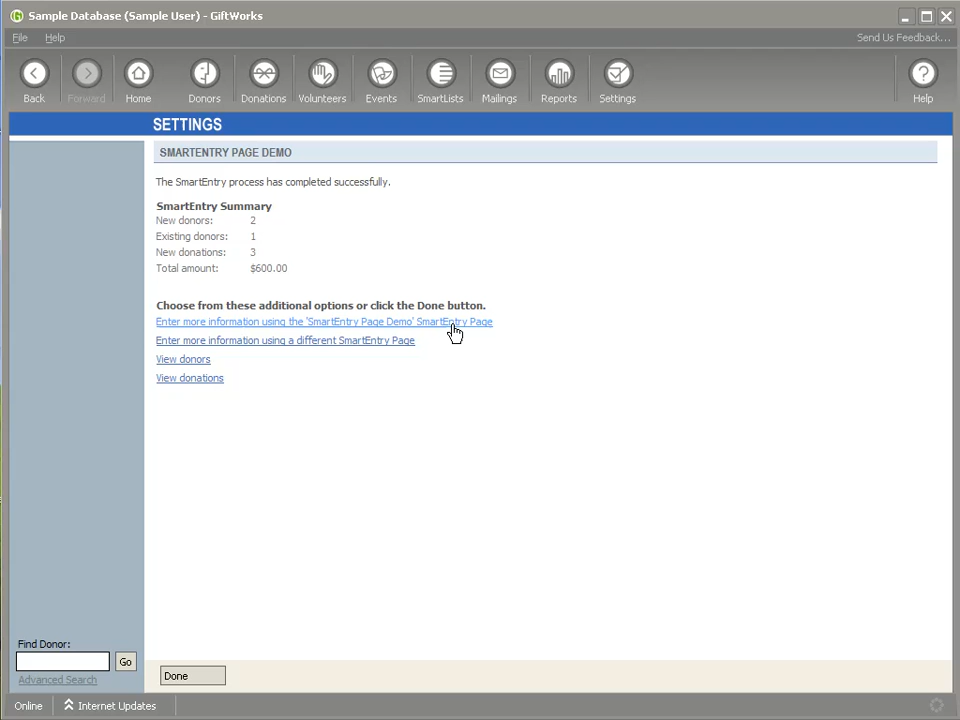 Sample Database (Sample User) - GiftWorks
File Help Send Us Feedback...
Back Forward Home Donors Donations Volunteers Events SmartLists Mailings Reports Settings Help
SETTINGS
SMARTENTRY PAGE DEMO
The SmartEntry process has completed successfully.
SmartEntry Summary
New donors: 2
Existing donors: 1
New donations: 3
Total amount: $600.00
Choose from these additional options or click the Done button.
Enter more information using the 'SmartEntry Page Demo' SmartEntry Page
Enter more information using a different SmartEntry Page
View donors
View donations
Find Donor:
Go
Advanced Search
Done
Online Internet Updates